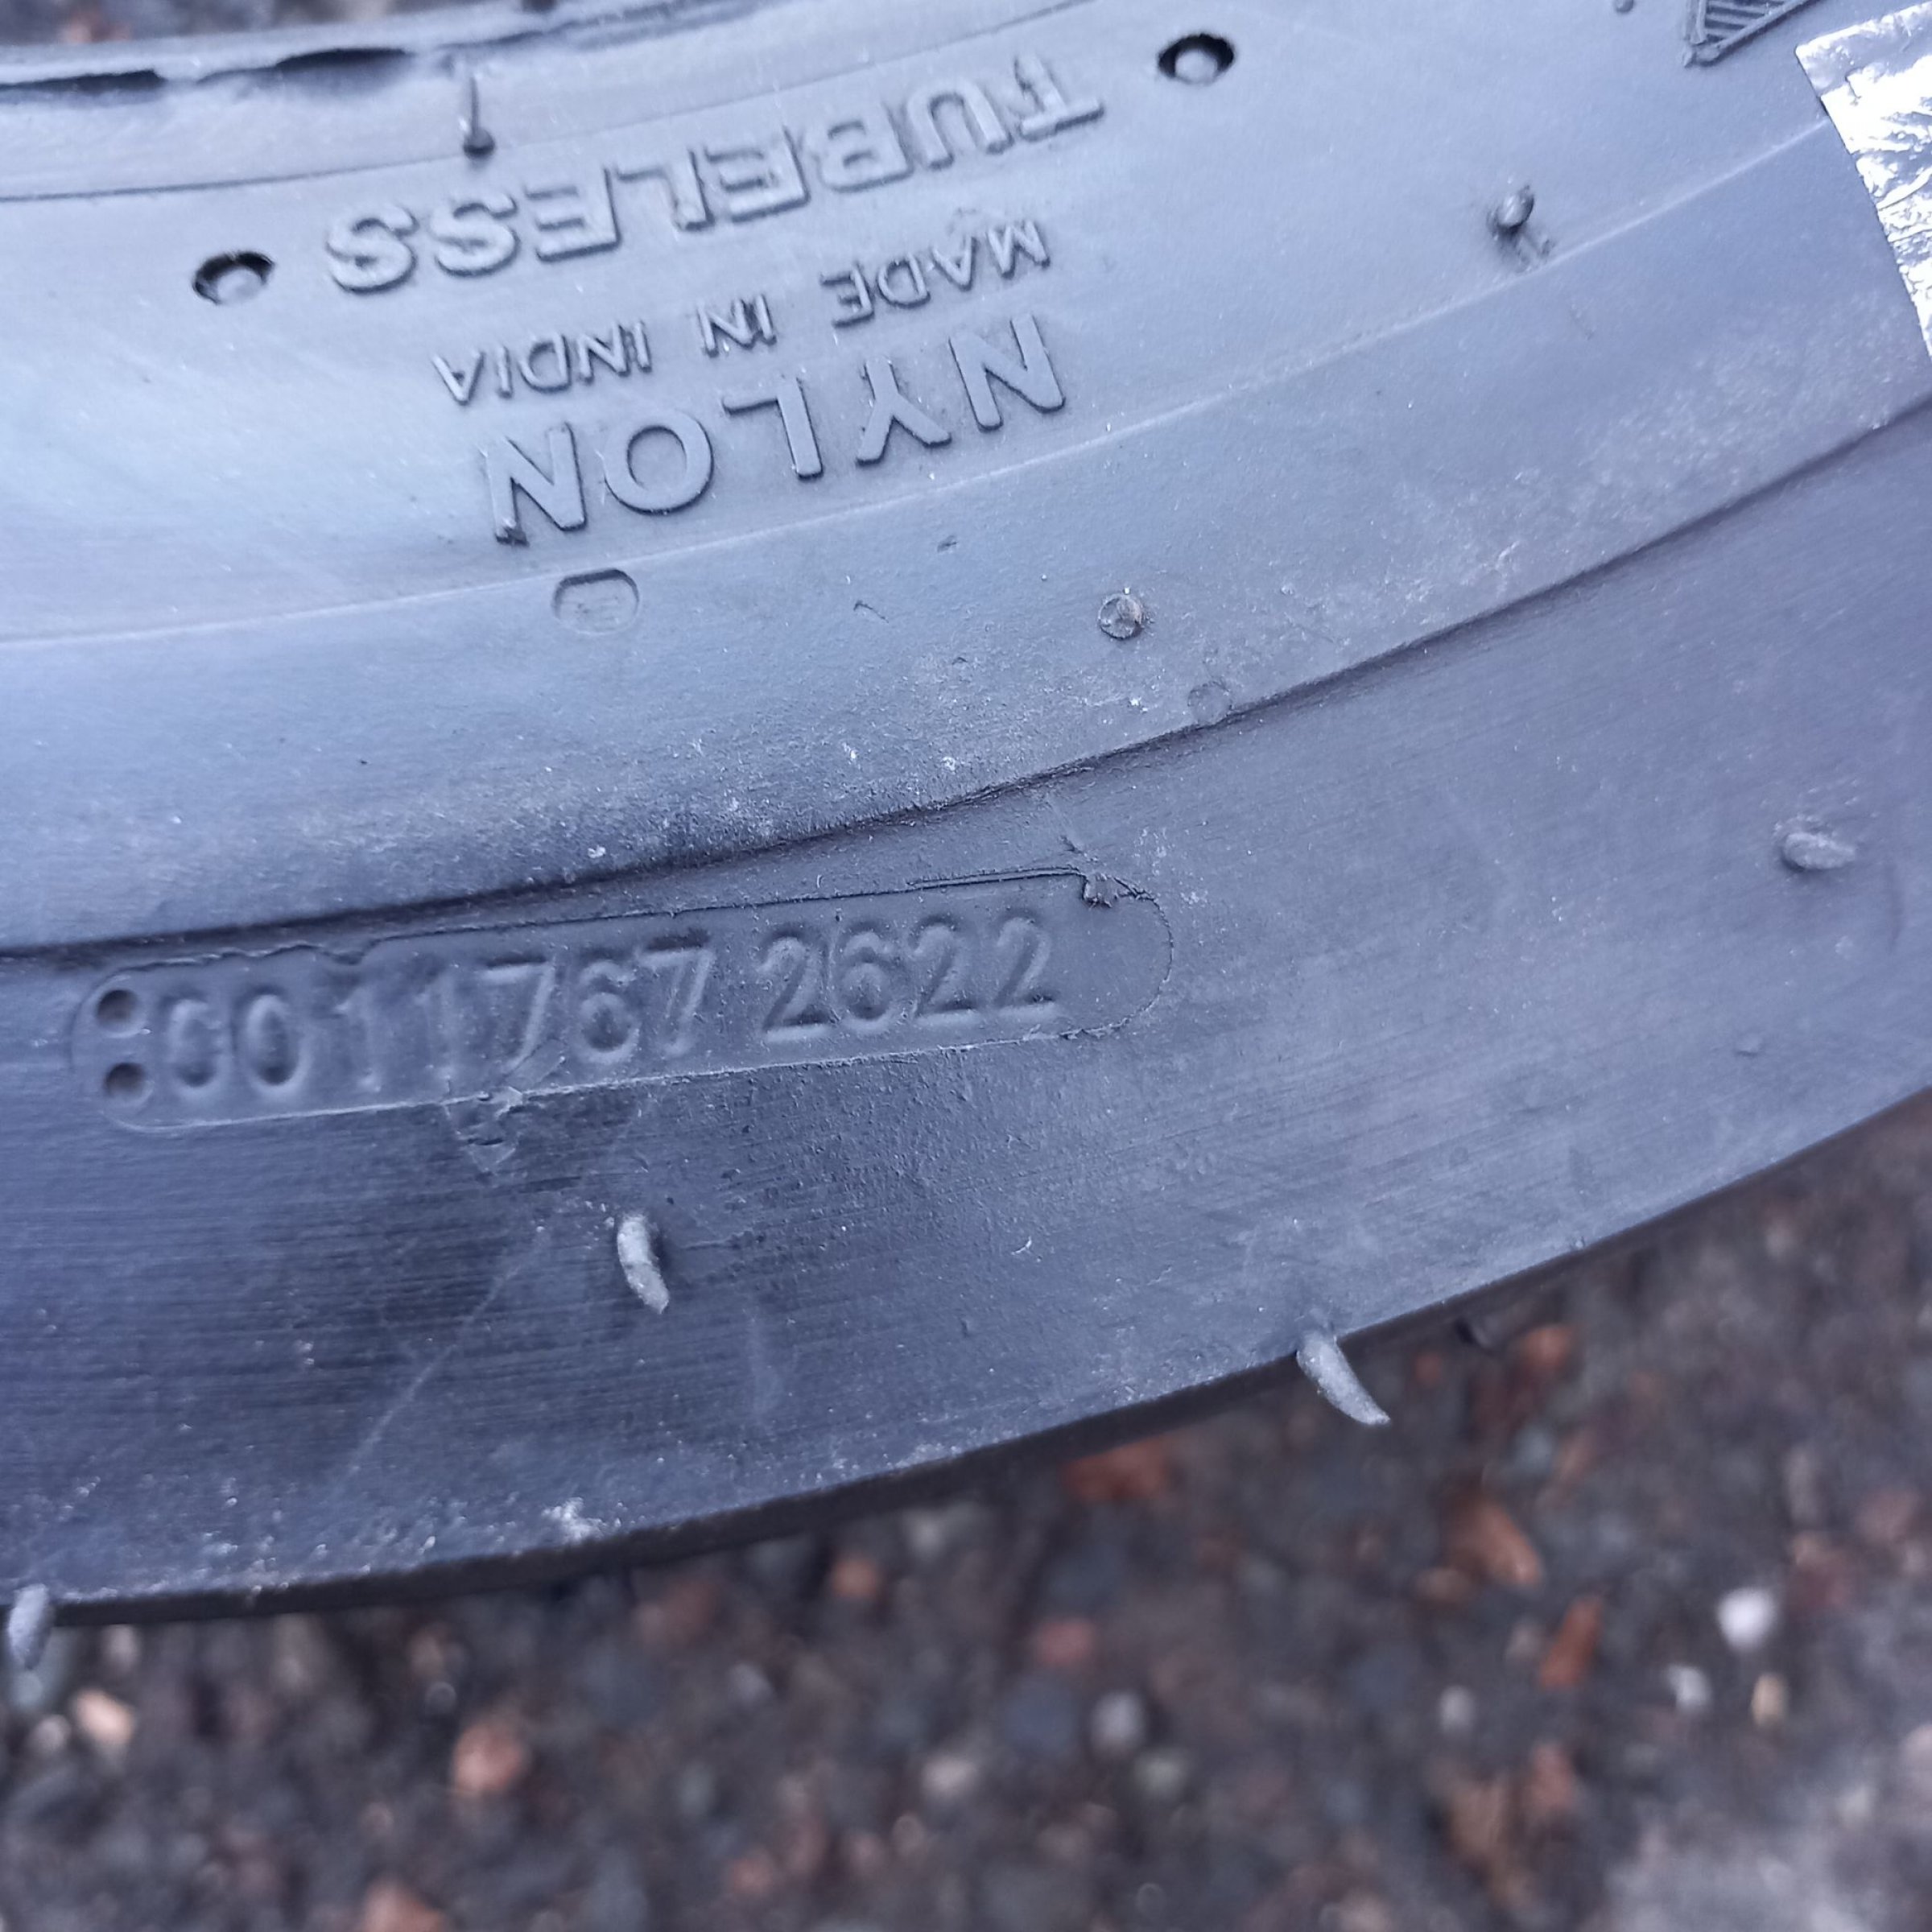 TUBELESS
MADE IN INDIA
NYLON
0011767 2622